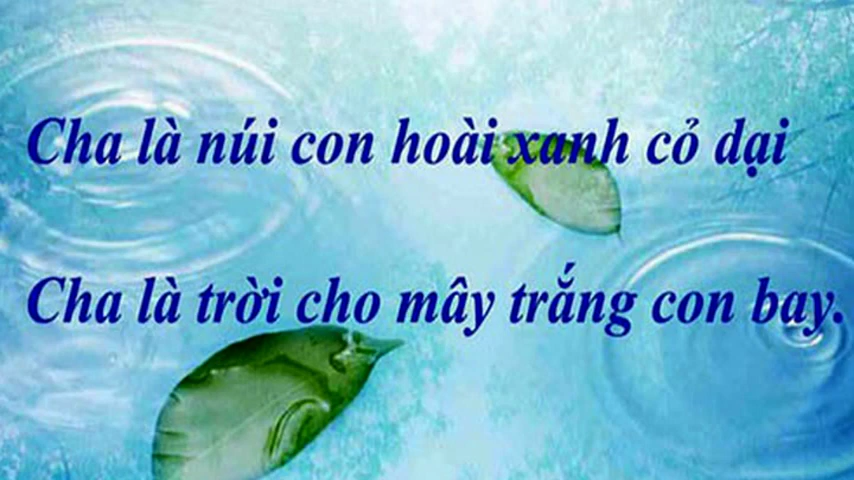 Cha là núi con hoài xanh cỏ dại
Cha là trời cho mây trắng con bay.